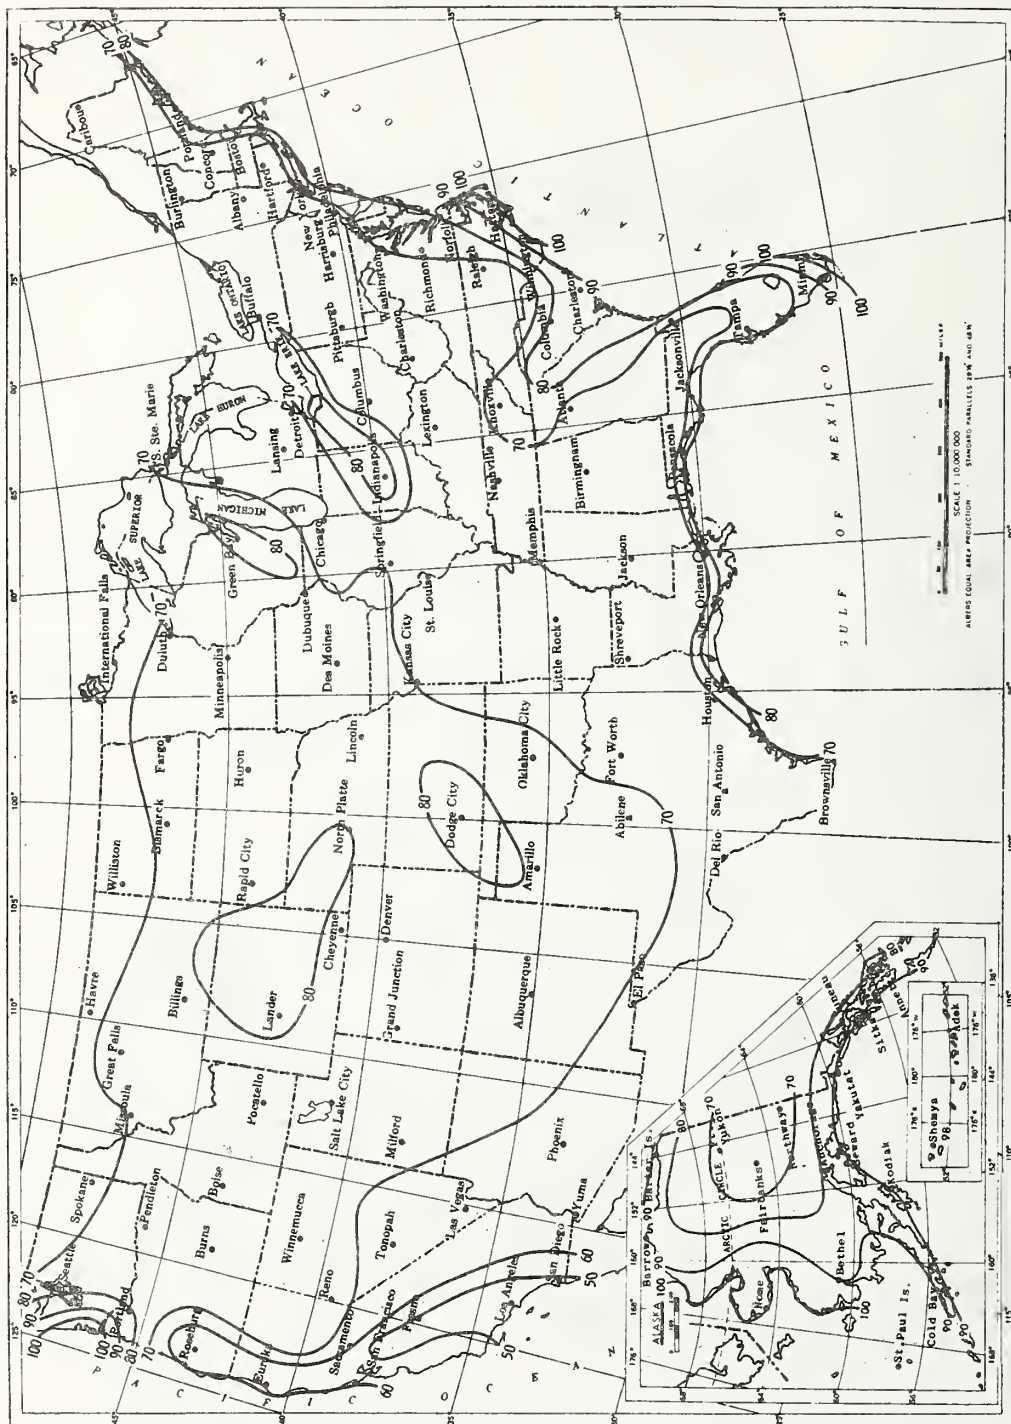 Caribou
Portland
Burlington
Concord
Boston
Albany
Hartford
New York
Philadelphia
Harrisburg
LAKE ONTARIO
Buffalo
Pittsburgh
Washington
Norfolk
Richmond
Hatteras
Raleigh
Wilmington
Columbia
Charleston
Charleston
S. Ste. Marie
LAKE HURON
Lansing
Detroit
LAKE ERIE
Columbus
Lexington
Knoxville
Atlanta
Jacksonville
Tampa
Miami
LAKE SUPERIOR
LAKE MICHIGAN
Green Bay
Chicago
Indianapolis
Springfield
Nashville
Birmingham
Pensacola
International Falls
Duluth
Minneapolis
Dubuque
Des Moines
St. Louis
Memphis
Jackson
New Orleans
Kansas City
Little Rock
Shreveport
Houston
Fargo
Huron
Lincoln
Oklahoma City
Fort Worth
San Antonio
Brownsville
Williston
Bismarck
Rapid City
North Platte
Dodge City
Amarillo
Abilene
Del Rio
Havre
Billings
Lander
Cheyenne
Denver
Grand Junction
Albuquerque
El Paso
Great Falls
Missoula
Pocatello
Salt Lake City
Milford
Phoenix
Spokane
Pendleton
Boise
Burns
Winnemucca
Tonopah
Las Vegas
Yuma
Seattle
Portland
Roseburg
Eureka
Reno
Sacramento
San Francisco
Fresno
Los Angeles
San Diego
PACIFIC OCEAN
ATLANTIC OCEAN
GULF OF MEXICO
SCALE 1:10,000,000
ALBERS EQUAL AREA PROJECTION - STANDARD PARALLELS 29½° AND 45½°
ALASKA
Barrow
Barter Is.
ARCTIC CIRCLE
Ft. Yukon
Fairbanks
Northway
Nome
Anchorage
Seward
Yakutat
Juneau
Sitka
Annette
Kodiak
Bethel
St. Paul Is.
Cold Bay
Shemya
98
Adak
50
60
70
80
90
100